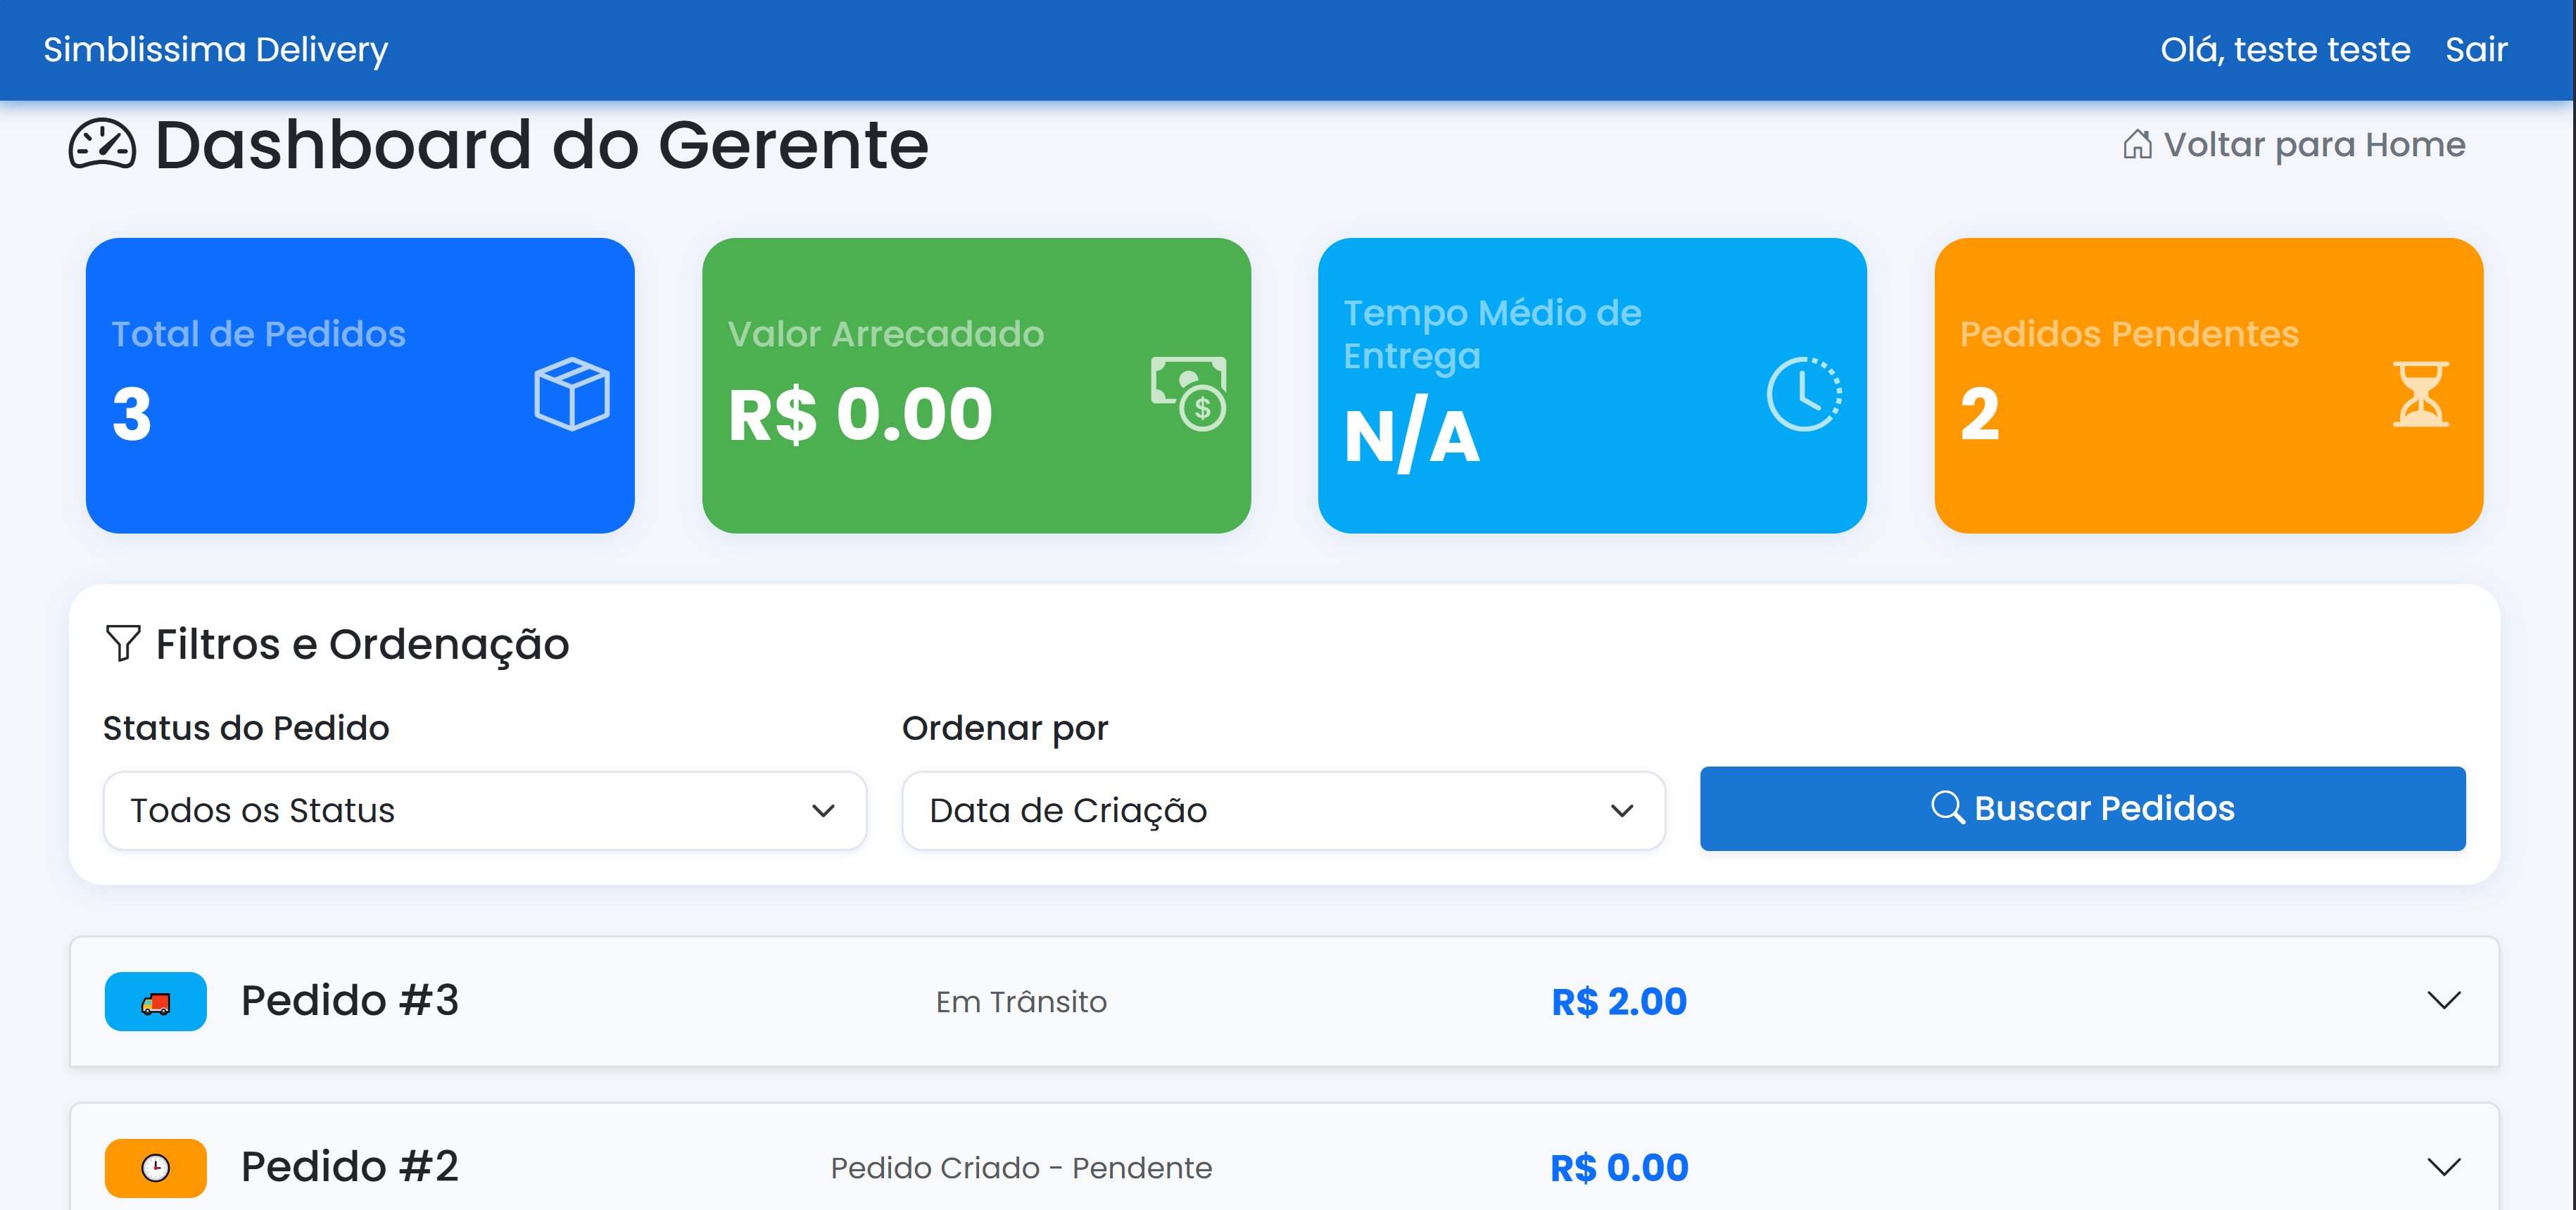 Simblissima Delivery
Olá, teste teste
Sair
Dashboard do Gerente
Voltar para Home
Total de Pedidos
3
Valor Arrecadado
R$ 0.00
Tempo Médio de
Entrega
N/A
Pedidos Pendentes
2
Filtros e Ordenação
Status do Pedido
Todos os Status
Ordenar por
Data de Criação
Buscar Pedidos
Pedido #3
Em Trânsito
R$ 2.00
Pedido #2
Pedido Criado - Pendente
R$ 0.00